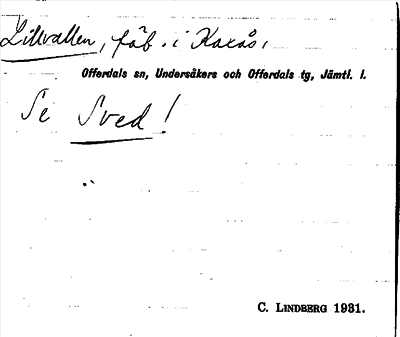 Lillvallen, fäb. i Kaxås,
Offerdals sn, Undersåkers och Offerdals tg, Jämtl. l.
Se Sved!
C. LINDBERG 1931.